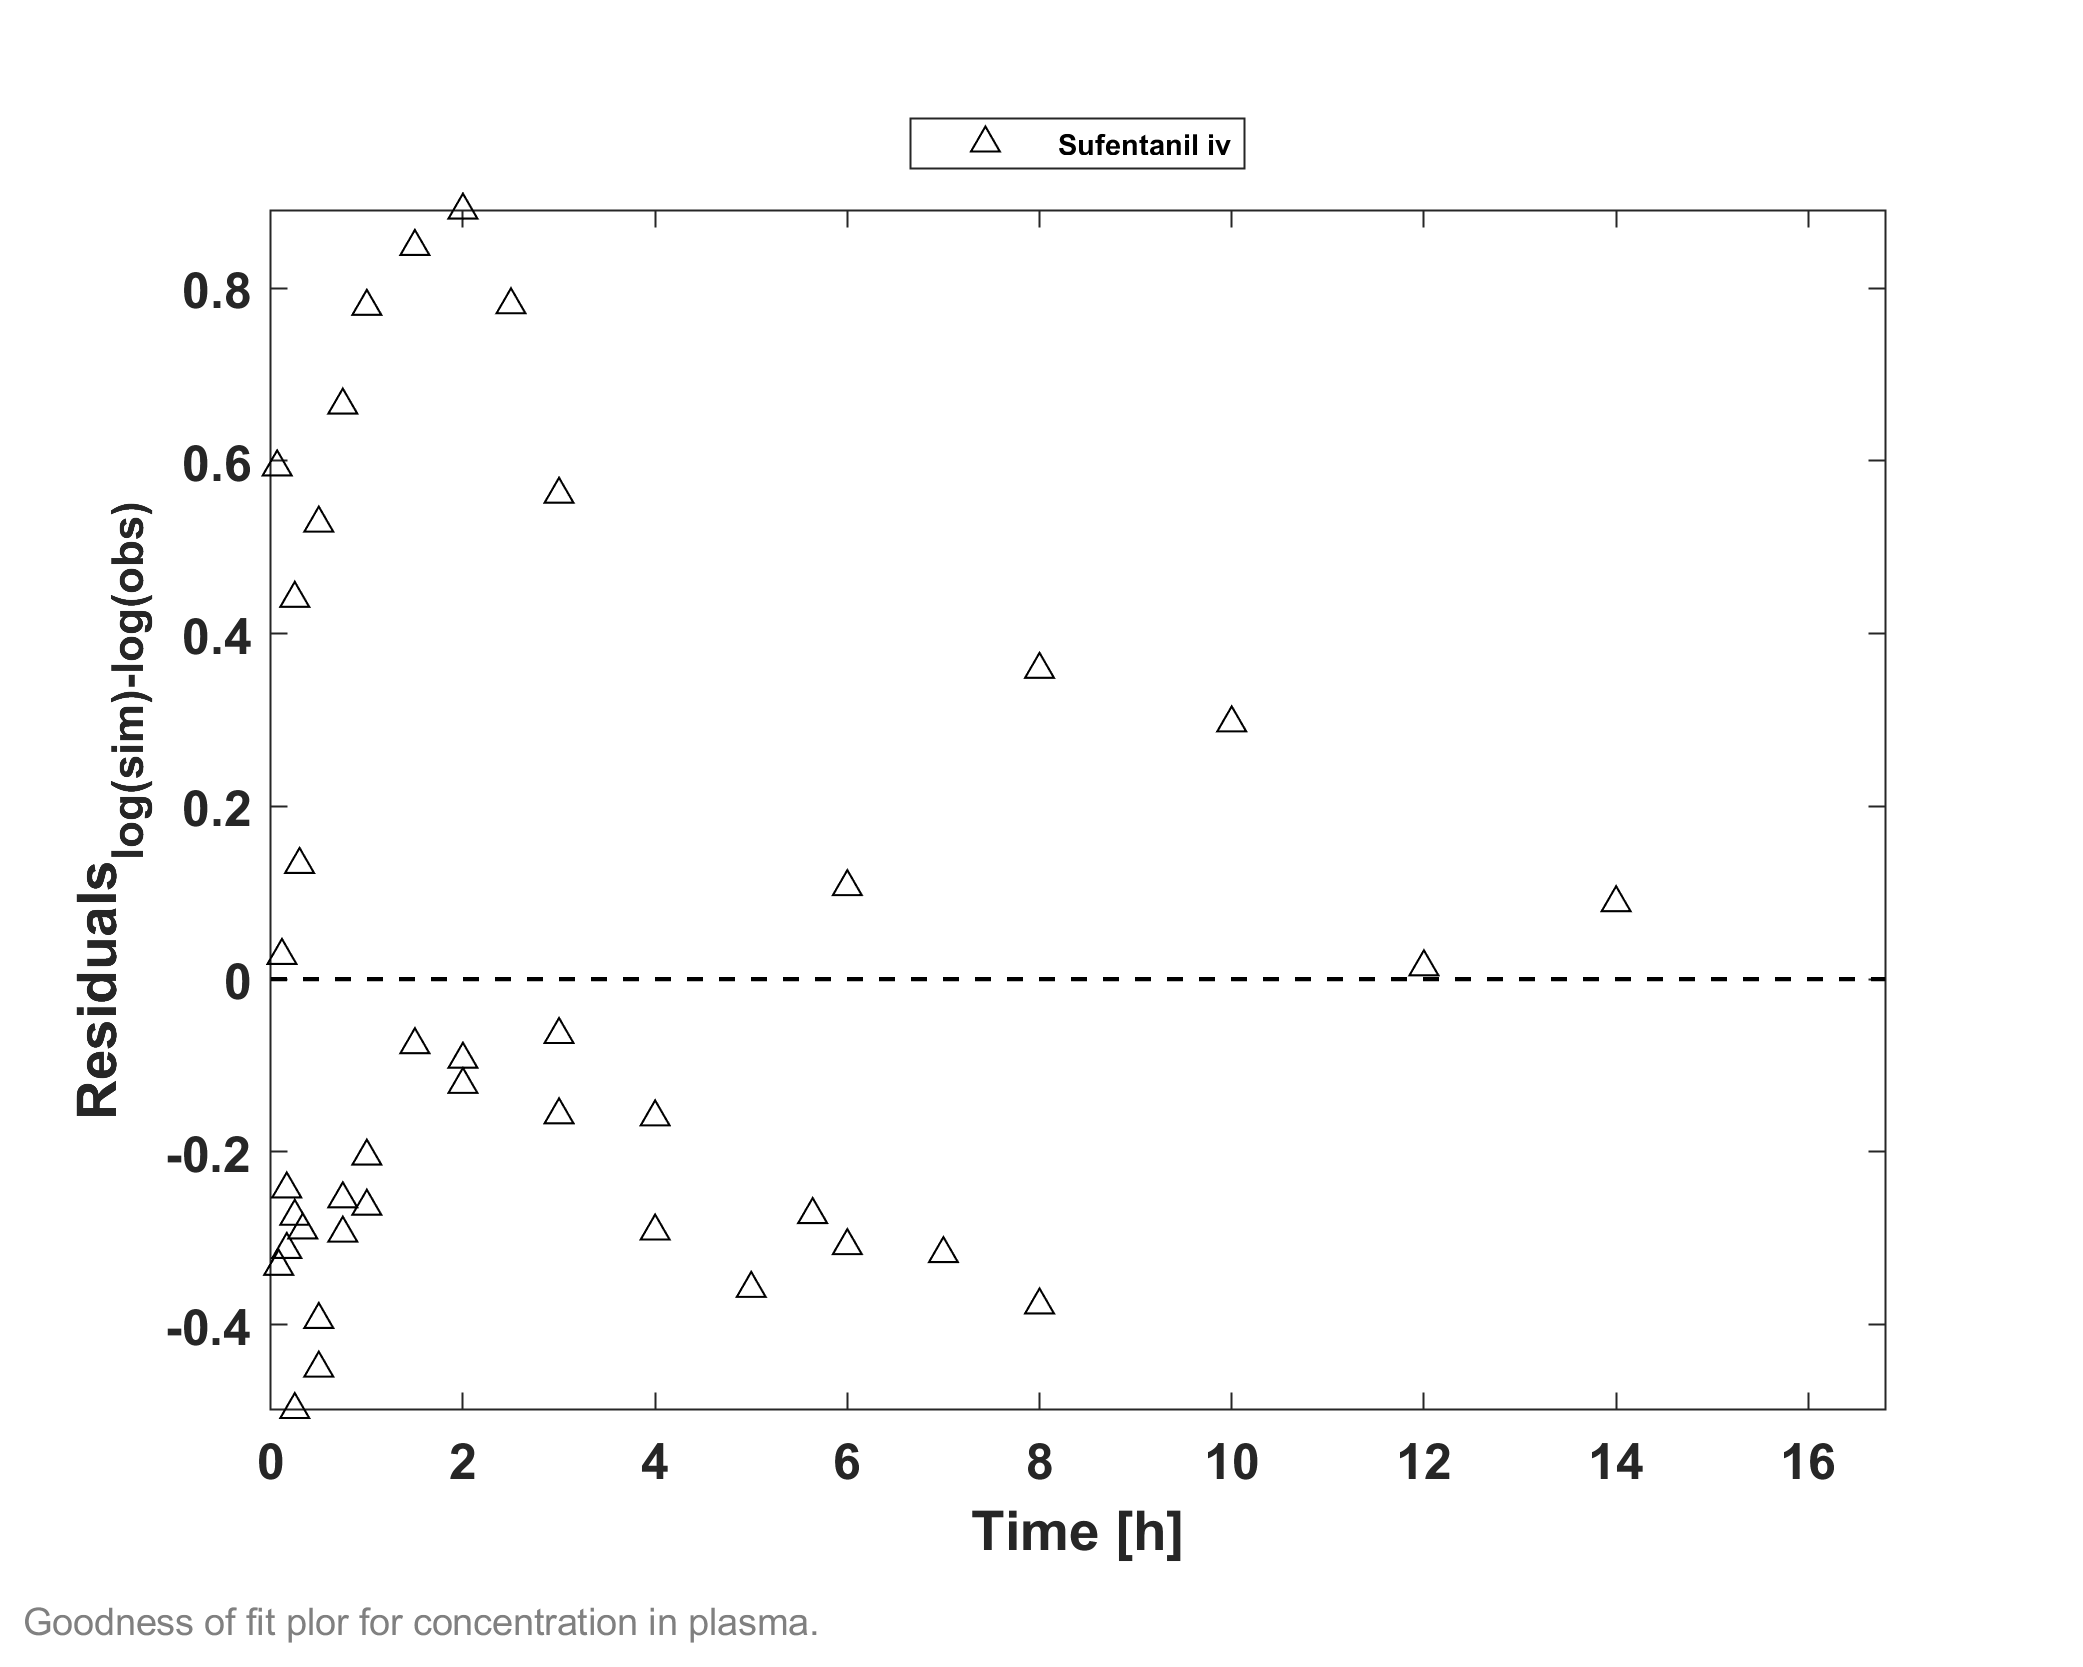 Sufentanil iv
0.8
0.6
0.4
0.2
0
-0.2
-0.4
Residuals log(sim)-log(obs)
0 2 4 6 8 10 12 14 16
Time [h]
Goodness of fit plor for concentration in plasma.